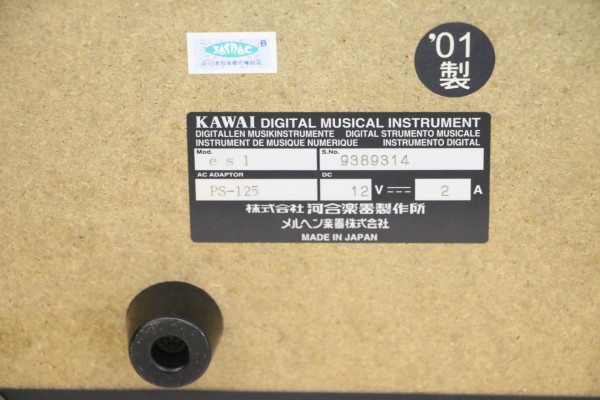 JASRAC B
'01
製
KAWAI DIGITAL MUSICAL INSTRUMENT
DIGITALLEN MUSIKINSTRUMENTE DIGITAL STRUMENTO MUSICALE
INSTRUMENT DE MUSIQUE NUMERIQUE INSTRUMENTO DIGITAL
Mod. S.No.
es1 9389314
AC ADAPTOR DC
PS-125 12 V 2 A
株式会社 河合楽器製作所
メルヘン楽器株式会社
MADE IN JAPAN